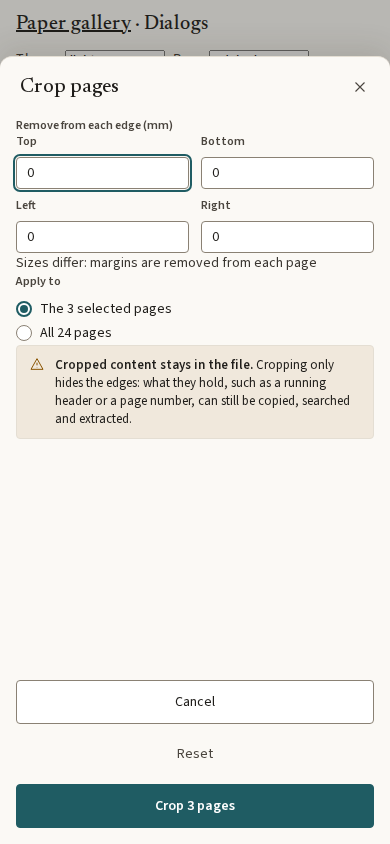 Paper gallery · Dialogs
Crop pages
Remove from each edge (mm)
Top
Bottom
0
0
Left
Right
0
0
Sizes differ: margins are removed from each page
Apply to
The 3 selected pages
All 24 pages
Cropped content stays in the file. Cropping only
hides the edges: what they hold, such as a running
header or a page number, can still be copied, searched
and extracted.
Cancel
Reset
Crop 3 pages